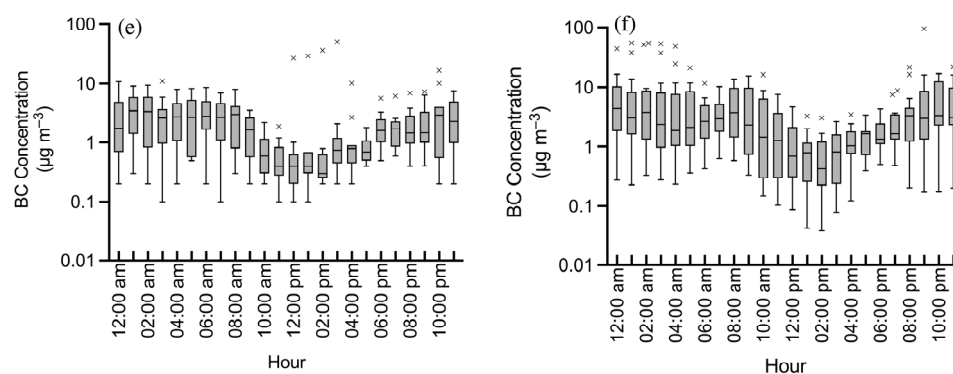 (e)
BC Concentration
(µg m⁻³)
100
10
1
0.1
0.01
12:00 am
02:00 am
04:00 am
06:00 am
08:00 am
10:00 am
12:00 pm
02:00 pm
04:00 pm
06:00 pm
08:00 pm
10:00 pm
Hour
(f)
BC Concentration
(µg m⁻³)
100
10
1
0.1
0.01
12:00 am
02:00 am
04:00 am
06:00 am
08:00 am
10:00 am
12:00 pm
02:00 pm
04:00 pm
06:00 pm
08:00 pm
10:00 pm
Hour